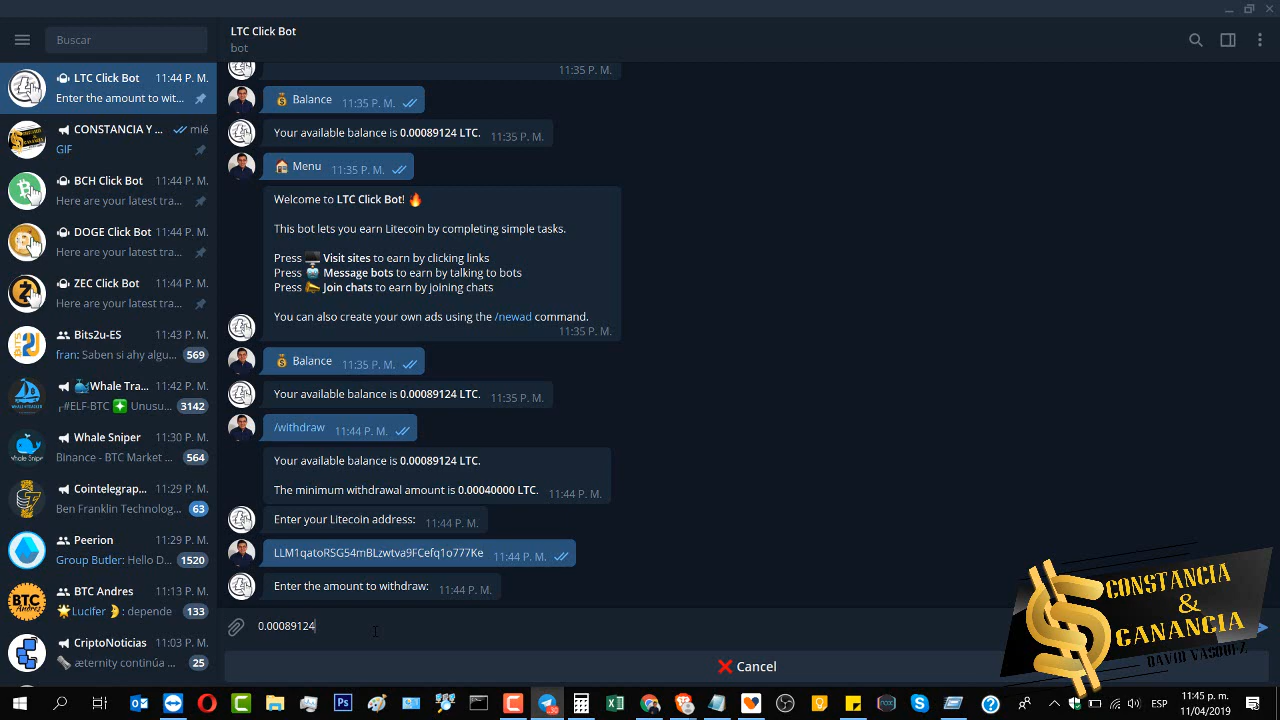 Buscar
LTC Click Bot
bot
LTC Click Bot 11:44 P. M.
Enter the amount to wit...
CONSTANCIA Y ... mié
GIF
BCH Click Bot 11:44 P. M.
Here are your latest tra...
DOGE Click Bot 11:44 P. M.
Here are your latest tra...
ZEC Click Bot 11:44 P. M.
Here are your latest tra...
Bits2u-ES 11:43 P. M.
fran: Saben si ahy algu... 569
Whale Tra... 11:42 P. M.
┌#ELF-BTC Unusu... 3142
Whale Sniper 11:30 P. M.
Binance - BTC Market ... 564
Cointelegrap... 11:29 P. M.
Ben Franklin Technolog... 63
Peerion 11:29 P. M.
Group Butler: Hello D... 1520
BTC Andres 11:13 P. M.
Lucifer : depende 133
CriptoNoticias 11:03 P. M.
æternity continúa ... 25
11:35 P. M.
Balance 11:35 P. M.
Your available balance is 0.00089124 LTC. 11:35 P. M.
Menu 11:35 P. M.
Welcome to LTC Click Bot! 🔥
This bot lets you earn Litecoin by completing simple tasks.
Press Visit sites to earn by clicking links
Press Message bots to earn by talking to bots
Press Join chats to earn by joining chats
You can also create your own ads using the /newad command.
11:35 P. M.
Balance 11:35 P. M.
Your available balance is 0.00089124 LTC. 11:35 P. M.
/withdraw 11:44 P. M.
Your available balance is 0.00089124 LTC.
The minimum withdrawal amount is 0.00040000 LTC. 11:44 P. M.
Enter your Litecoin address: 11:44 P. M.
LLM1qatoRSG54mBLzwtva9FCefq1o777Ke 11:44 P. M.
Enter the amount to withdraw: 11:44 P. M.
0.00089124
❌ Cancel
CONSTANCIA
&
GANANCIA
DAVID VASQUEZ
ESP
11:45 p. m.
11/04/2019